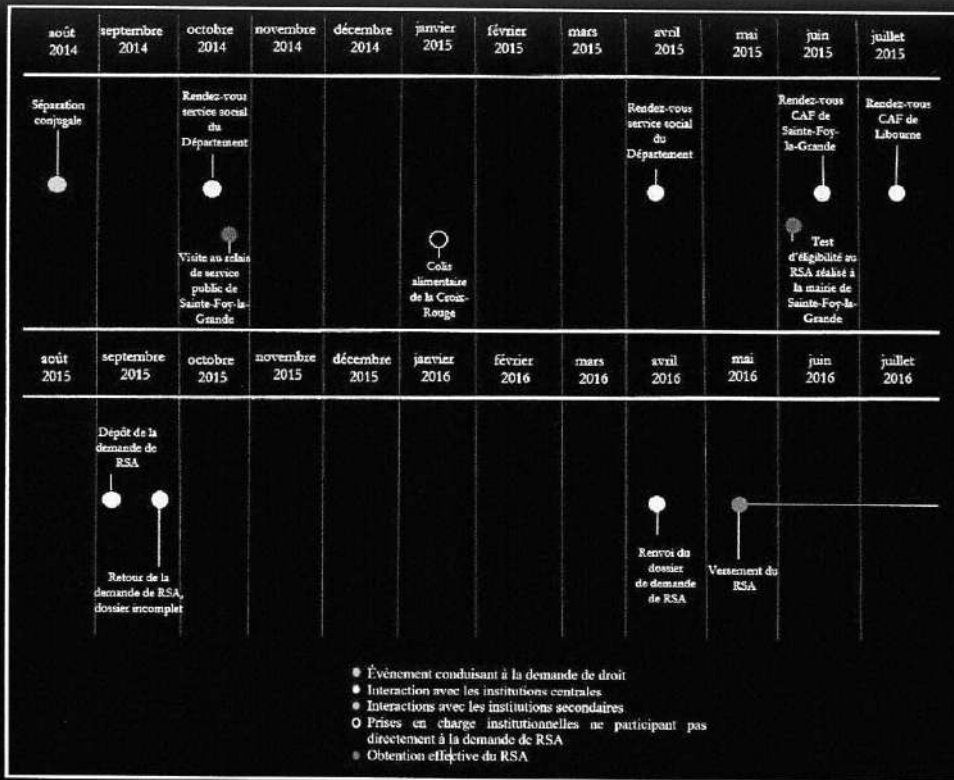 août
2014
septembre
2014
octobre
2014
novembre
2014
décembre
2014
janvier
2015
février
2015
mars
2015
avril
2015
mai
2015
juin
2015
juillet
2015
Séparation
conjugale
Rendez-vous
service social
du
Département
Visite au relais
de service
public de
Sainte-Foy-la-
Grande
Colis
alimentaire
de la Croix-
Rouge
Rendez-vous
service social
du
Département
Rendez-vous
CAF de
Sainte-Foy-
la-Grande
Test
d'éligibilité au
RSA réalisé à
la mairie de
Sainte-Foy-la-
Grande
Rendez-vous
CAF de
Libourne
août
2015
septembre
2015
octobre
2015
novembre
2015
décembre
2015
janvier
2016
février
2016
mars
2016
avril
2016
mai
2016
juin
2016
juillet
2016
Dépôt de la
demande de
RSA
Retour de la
demande de RSA,
dossier incomplet
Renvoi du
dossier
de demande
de RSA
Versement du
RSA
Évènement conduisant à la demande de droit
Interaction avec les institutions centrales
Interactions avec les institutions secondaires
Prises en charge institutionnelles ne participant pas
directement à la demande de RSA
Obtention effective du RSA